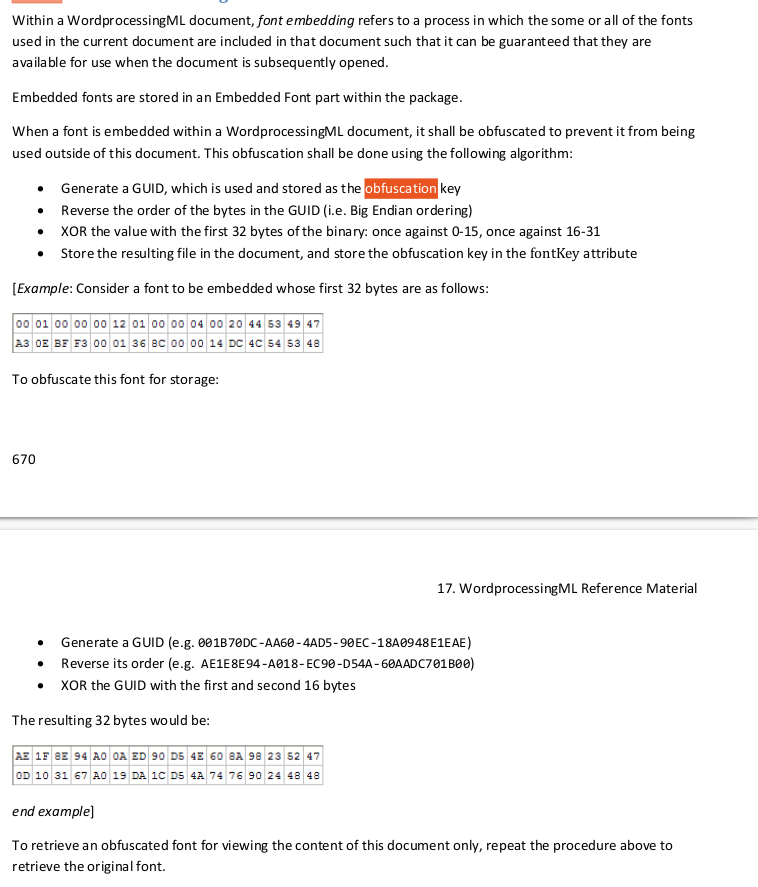 Within a WordprocessingML document, font embedding refers to a process in which the some or all of the fonts
used in the current document are included in that document such that it can be guaranteed that they are
available for use when the document is subsequently opened.
Embedded fonts are stored in an Embedded Font part within the package.
When a font is embedded within a WordprocessingML document, it shall be obfuscated to prevent it from being
used outside of this document. This obfuscation shall be done using the following algorithm:
• Generate a GUID, which is used and stored as the obfuscation key
• Reverse the order of the bytes in the GUID (i.e. Big Endian ordering)
• XOR the value with the first 32 bytes of the binary: once against 0-15, once against 16-31
• Store the resulting file in the document, and store the obfuscation key in the fontKey attribute
[Example: Consider a font to be embedded whose first 32 bytes are as follows:
00 01 00 00 00 12 01 00 00 04 00 20 44 53 49 47
A3 0E BF F3 00 01 36 8C 00 00 14 DC 4C 54 53 48
To obfuscate this font for storage:
670
17. WordprocessingML Reference Material
• Generate a GUID (e.g. 001B70DC-AA60-4AD5-90EC-18A0948E1EAE)
• Reverse its order (e.g. AE1E8E94-A018-EC90-D54A-60AADC701B00)
• XOR the GUID with the first and second 16 bytes
The resulting 32 bytes would be:
AE 1F 8E 94 A0 0A ED 90 D5 4E 60 8A 98 23 52 47
0D 10 31 67 A0 19 DA 1C D5 4A 74 76 90 24 48 48
end example]
To retrieve an obfuscated font for viewing the content of this document only, repeat the procedure above to
retrieve the original font.